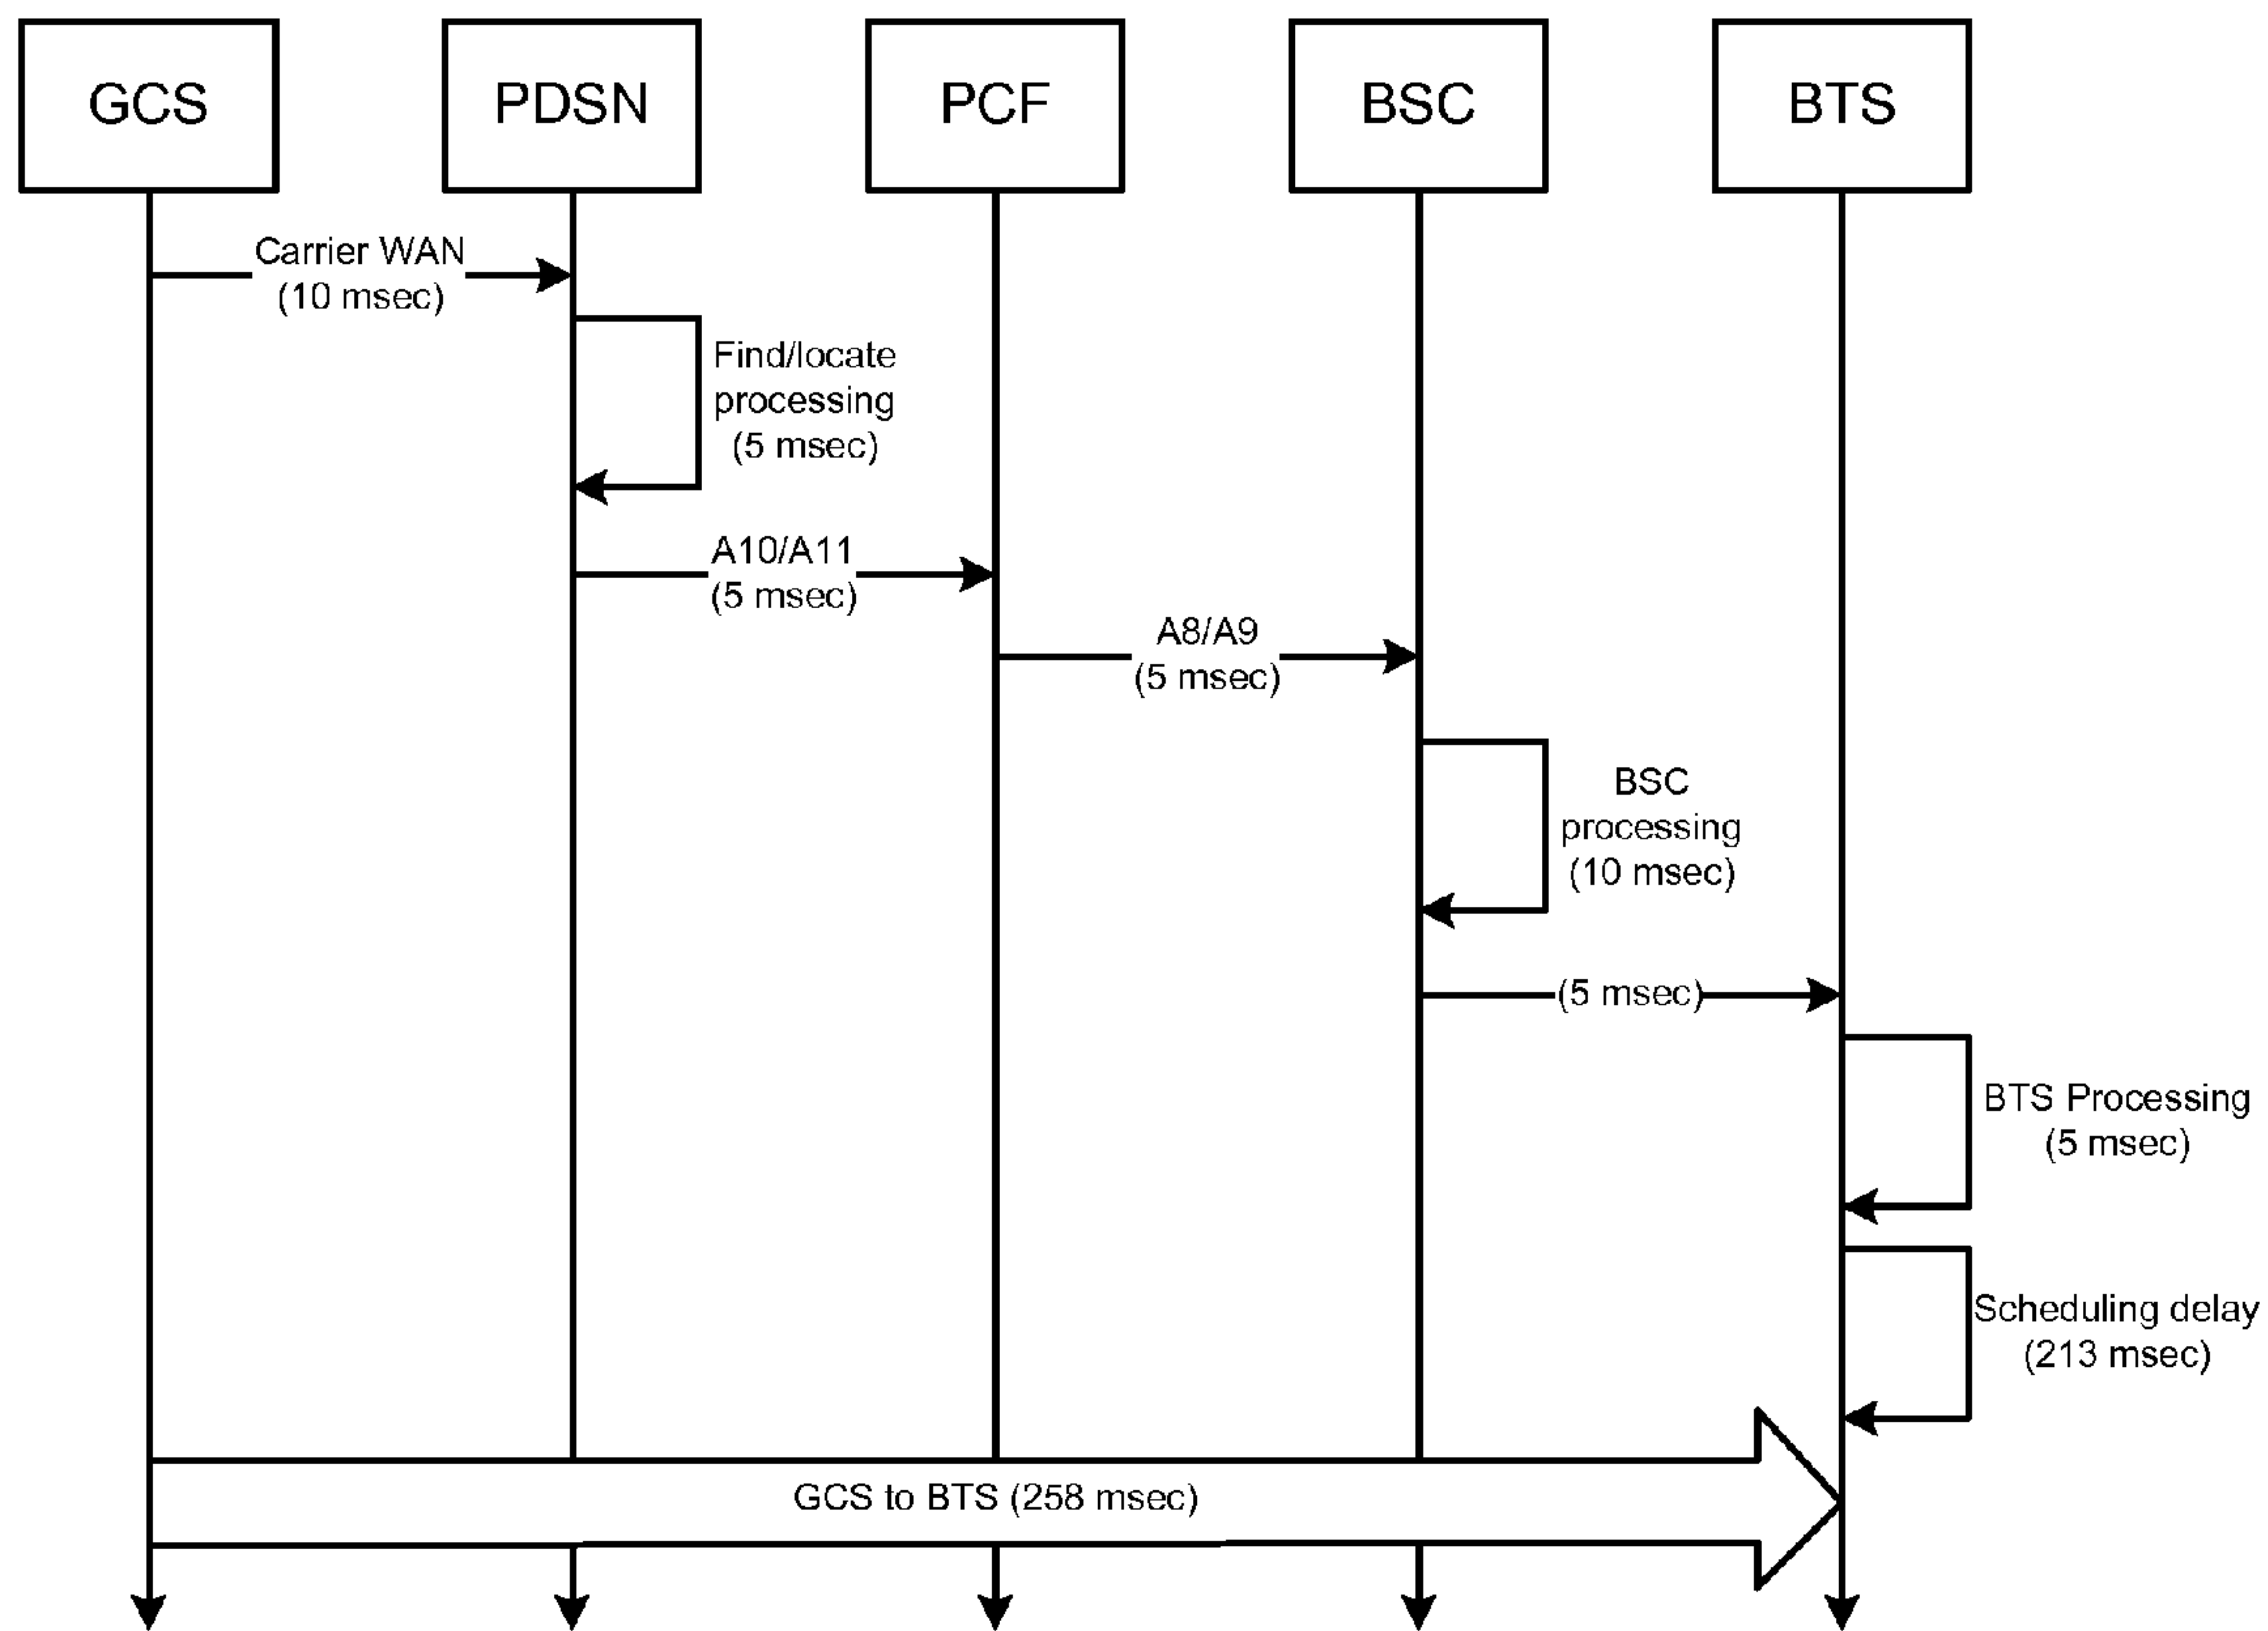 GCS
PDSN
PCF
BSC
BTS
Carrier WAN
(10 msec)
Find/locate
processing
(5 msec)
A10/A11
(5 msec)
A8/A9
(5 msec)
BSC
processing
(10 msec)
(5 msec)
BTS Processing
(5 msec)
Scheduling delay
(213 msec)
GCS to BTS (258 msec)